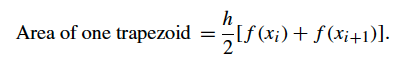 Area of one trapezoid = h/2 [f(xᵢ) + f(xᵢ₊₁)].